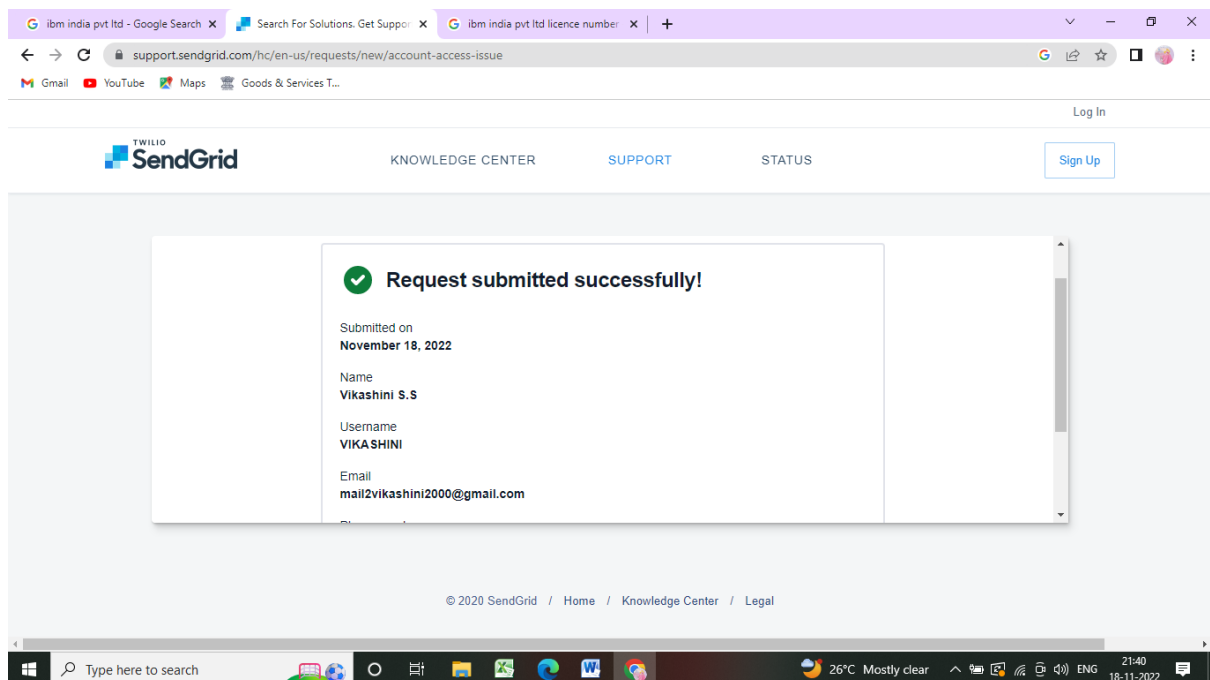 ibm india pvt ltd - Google Search
Search For Solutions. Get Suppor
ibm india pvt ltd licence number
support.sendgrid.com/hc/en-us/requests/new/account-access-issue
Gmail YouTube Maps Goods & Services T...
Log In
TWILIO
SendGrid
KNOWLEDGE CENTER SUPPORT STATUS
Sign Up
Request submitted successfully!
Submitted on
November 18, 2022
Name
Vikashini S.S
Username
VIKASHINI
Email
mail2vikashini2000@gmail.com
© 2020 SendGrid / Home / Knowledge Center / Legal
Type here to search
26°C Mostly clear
ENG
21:40
18-11-2022